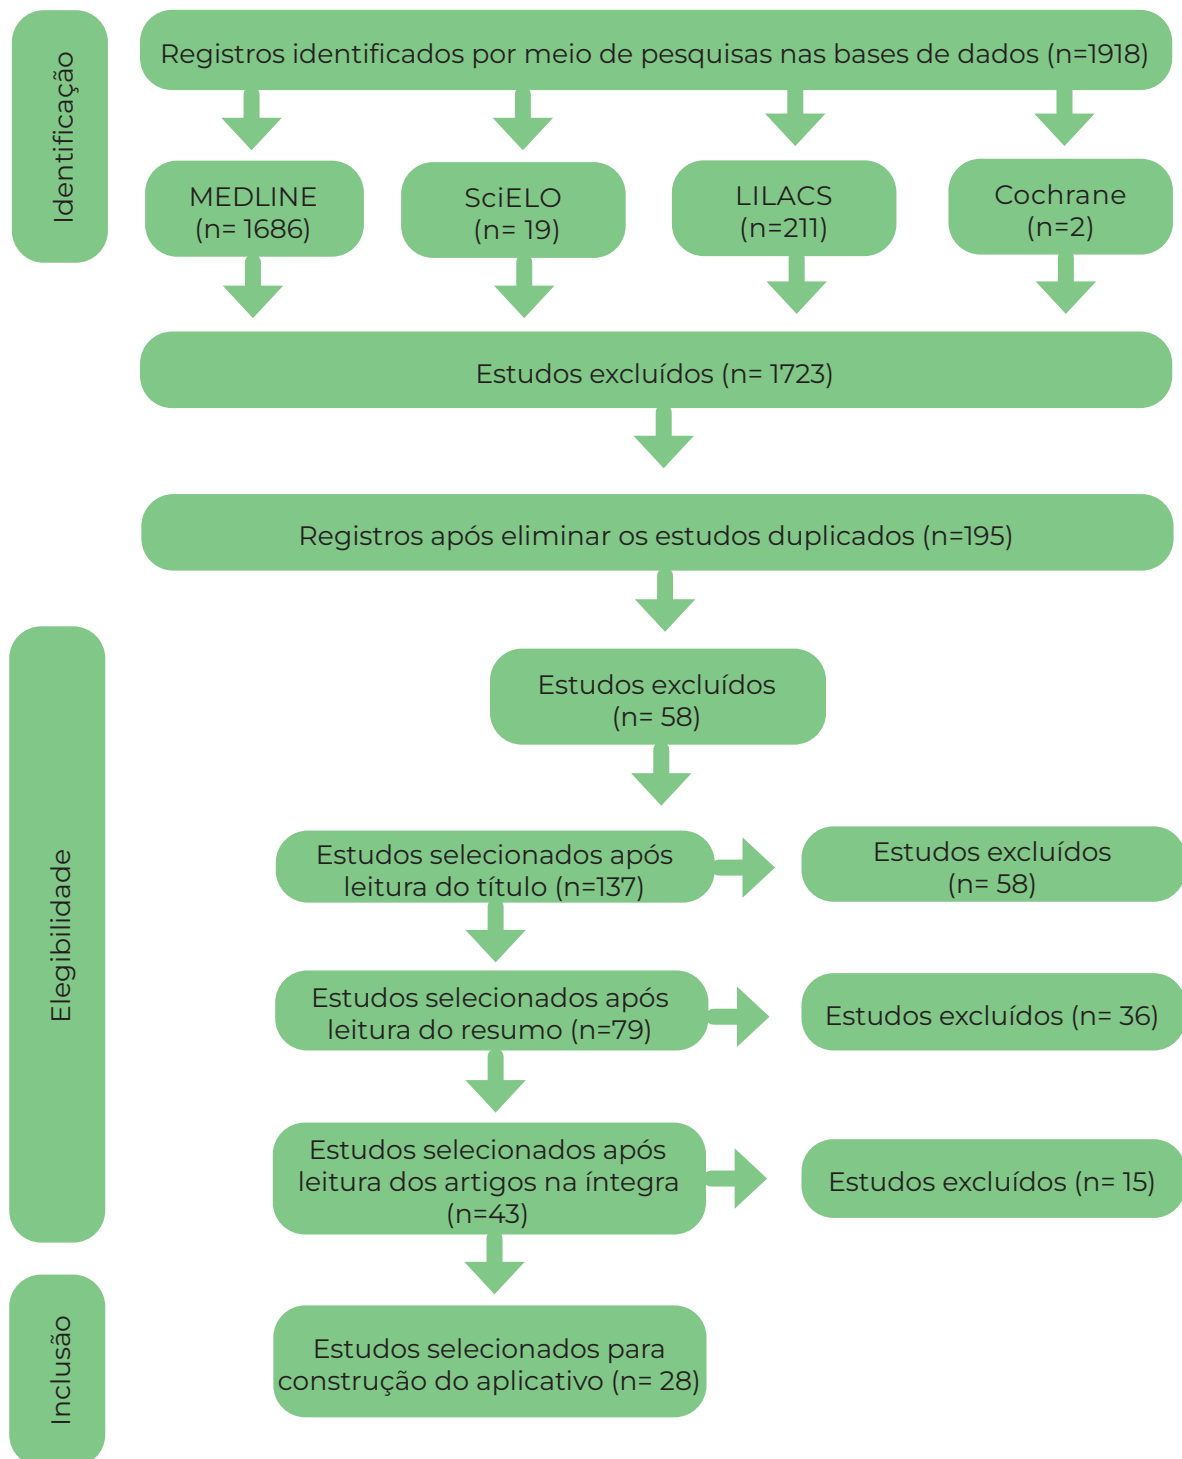 Identificação
Registros identificados por meio de pesquisas nas bases de dados (n=1918)
MEDLINE
(n= 1686)
SciELO
(n= 19)
LILACS
(n=211)
Cochrane
(n=2)
Estudos excluídos (n= 1723)
Registros após eliminar os estudos duplicados (n=195)
Elegibilidade
Estudos excluídos
(n= 58)
Estudos selecionados após
leitura do título (n=137)
Estudos excluídos
(n= 58)
Estudos selecionados após
leitura do resumo (n=79)
Estudos excluídos (n= 36)
Estudos selecionados após
leitura dos artigos na íntegra
(n=43)
Estudos excluídos (n= 15)
Inclusão
Estudos selecionados para
construção do aplicativo (n= 28)